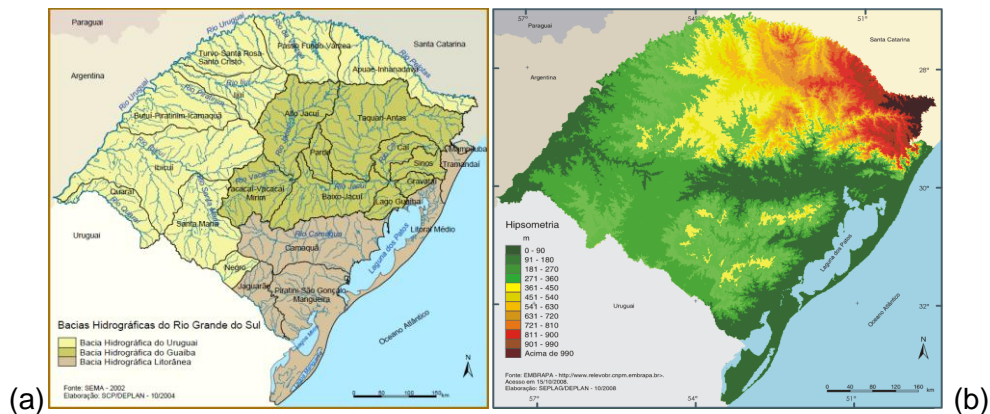 (a)
Paraguai
Argentina
Uruguai
Santa Catarina
Oceano Atlântico
Rio Uruguai
Rio Pelotas
Turvo-Santa Rosa-
Santo Cristo
Passo Fundo-Várzea
Apuaê-Inhandava
Ijuí
Butuí-Piratinim-Icamaquã
Alto Jacuí
Taquari-Antas
Pardo
Caí
Sinos
Gravataí
Mampituba
Tramandaí
Ibicuí
Quaraí
Santa Maria
Vacacaí-Vacacaí
Mirim
Baixo-Jacuí
Rio Jacuí
Lago Guaíba
Litoral Médio
Rio Camaquã
Camaquã
Laguna dos Patos
Negro
Jaguarão
Piratini-São Gonçalo-
Mangueira
Bacias Hidrográficas do Rio Grande do Sul
Bacia Hidrográfica do Uruguai
Bacia Hidrográfica do Guaíba
Bacia Hidrográfica Litorânea
Fonte: SEMA - 2002
Elaboração: SCP/DEPLAN - 10/2004
N
0 50 100 150
km
57°
54°
51°
Paraguai
Argentina
Santa Catarina
28°
30°
32°
Laguna dos Patos
Uruguai
Oceano Atlântico
Hipsometria
m
0 - 90
91 - 180
181 - 270
271 - 360
361 - 450
451 - 540
541 - 630
631 - 720
721 - 810
811 - 900
901 - 990
Acima de 990
Fonte: EMBRAPA - http://www.relevobr.cnpm.embrapa.br>.
Acesso em 15/10/2008.
Elaboração: SEPLAG/DEPLAN - 10/2008
N
0 40 80 120 160
km
57°
54°
51°
(b)